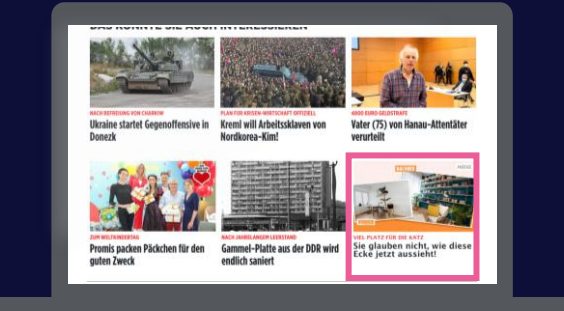 DAS KÖNNTE SIE AUCH INTERESSIEREN
NACH BEFREIUNG VON CHARKIW
Ukraine startet Gegenoffensive in
Donezk
PLAN FÜR KRISEN-WIRTSCHAFT OFFIZIELL
Kreml will Arbeitssklaven von
Nordkorea-Kim!
4800 EURO GELDSTRAFE
Vater (75) von Hanau-Attentäter
verurteilt
ZUM WELTKINDERTAG
Promis packen Päckchen für den
guten Zweck
NACH JAHRELANGEM LEERSTAND
Gammel-Platte aus der DDR wird
endlich saniert
NACHHER
ANZEIGE
VIEL PLATZ FÜR DIE KATZ
Sie glauben nicht, wie diese
Ecke jetzt aussieht!